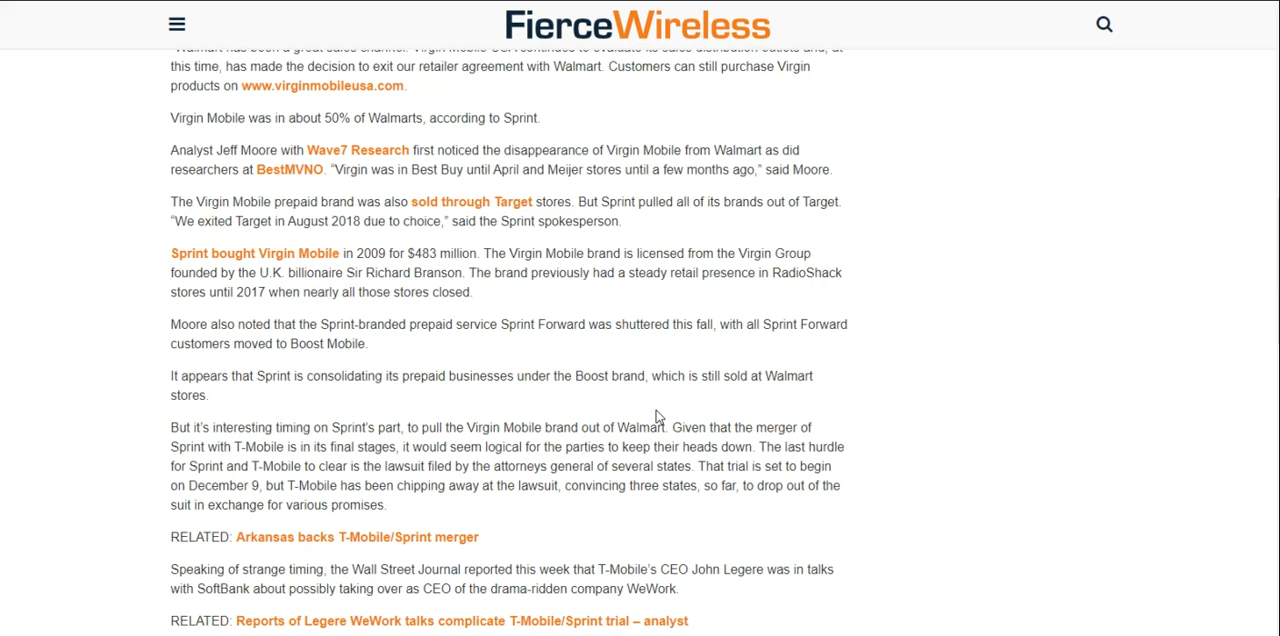 FierceWireless
"Walmart has been a great sales channel. Virgin Mobile USA continues to evaluate its sales distribution outlets and, at
this time, has made the decision to exit our retailer agreement with Walmart. Customers can still purchase Virgin
products on www.virginmobileusa.com.
Virgin Mobile was in about 50% of Walmarts, according to Sprint.
Analyst Jeff Moore with Wave7 Research first noticed the disappearance of Virgin Mobile from Walmart as did
researchers at BestMVNO. “Virgin was in Best Buy until April and Meijer stores until a few months ago,” said Moore.
The Virgin Mobile prepaid brand was also sold through Target stores. But Sprint pulled all of its brands out of Target.
“We exited Target in August 2018 due to choice,” said the Sprint spokesperson.
Sprint bought Virgin Mobile in 2009 for $483 million. The Virgin Mobile brand is licensed from the Virgin Group
founded by the U.K. billionaire Sir Richard Branson. The brand previously had a steady retail presence in RadioShack
stores until 2017 when nearly all those stores closed.
Moore also noted that the Sprint-branded prepaid service Sprint Forward was shuttered this fall, with all Sprint Forward
customers moved to Boost Mobile.
It appears that Sprint is consolidating its prepaid businesses under the Boost brand, which is still sold at Walmart
stores.
But it’s interesting timing on Sprint’s part, to pull the Virgin Mobile brand out of Walmart. Given that the merger of
Sprint with T-Mobile is in its final stages, it would seem logical for the parties to keep their heads down. The last hurdle
for Sprint and T-Mobile to clear is the lawsuit filed by the attorneys general of several states. That trial is set to begin
on December 9, but T-Mobile has been chipping away at the lawsuit, convincing three states, so far, to drop out of the
suit in exchange for various promises.
RELATED: Arkansas backs T-Mobile/Sprint merger
Speaking of strange timing, the Wall Street Journal reported this week that T-Mobile’s CEO John Legere was in talks
with SoftBank about possibly taking over as CEO of the drama-ridden company WeWork.
RELATED: Reports of Legere WeWork talks complicate T-Mobile/Sprint trial – analyst